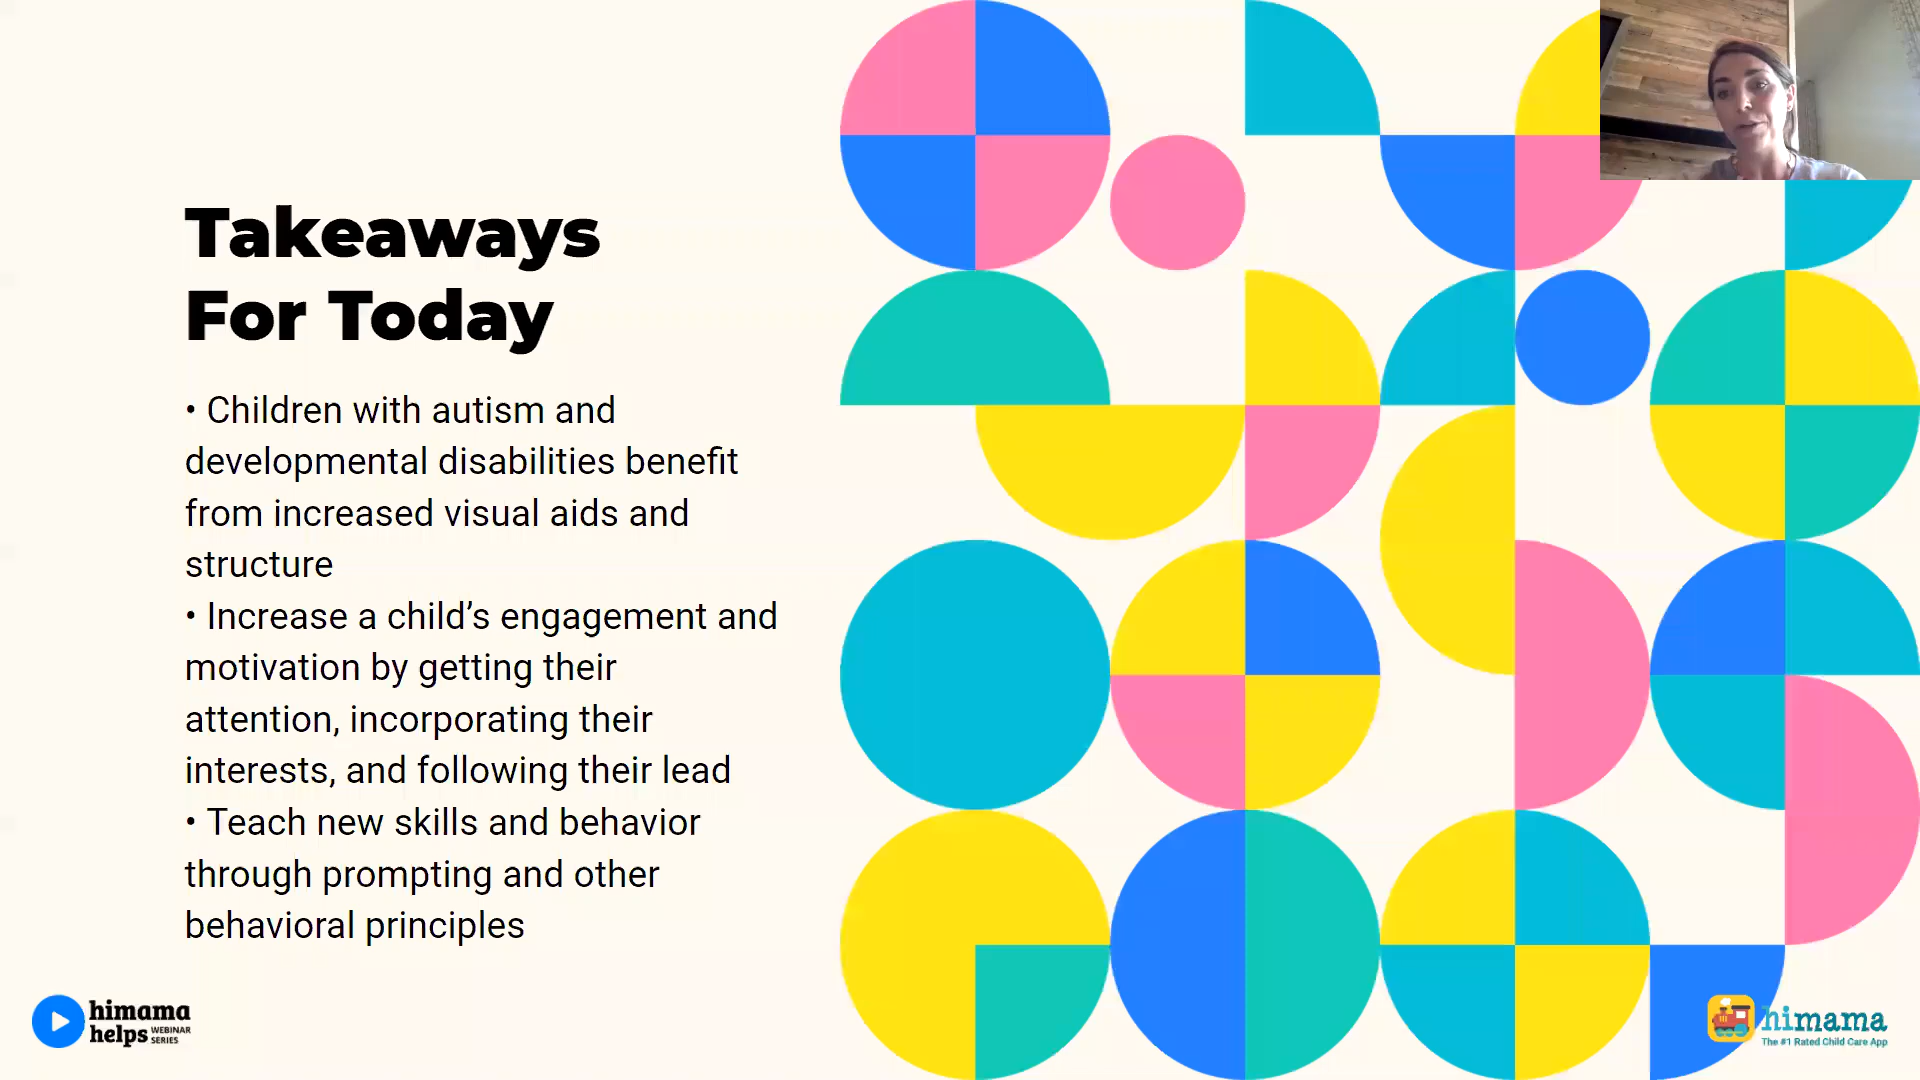 Takeaways
For Today
• Children with autism and
developmental disabilities benefit
from increased visual aids and
structure
• Increase a child’s engagement and
motivation by getting their
attention, incorporating their
interests, and following their lead
• Teach new skills and behavior
through prompting and other
behavioral principles
himama
helps WEBINAR
SERIES
himama
The #1 Rated Child Care App